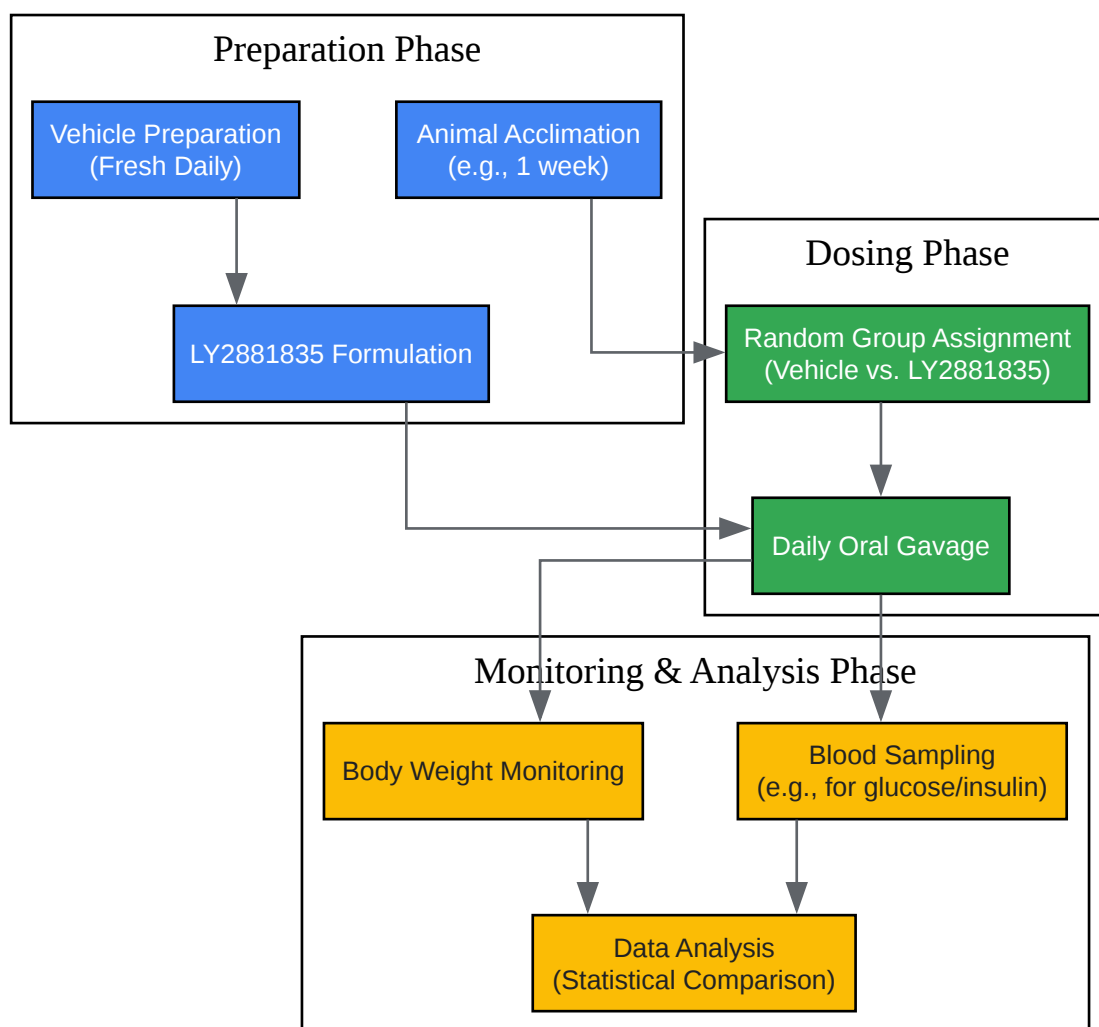 Preparation Phase
Vehicle Preparation
(Fresh Daily)
Animal Acclimation
(e.g., 1 week)
LY2881835 Formulation
Dosing Phase
Random Group Assignment
(Vehicle vs. LY2881835)
Daily Oral Gavage
Monitoring & Analysis Phase
Body Weight Monitoring
Blood Sampling
(e.g., for glucose/insulin)
Data Analysis
(Statistical Comparison)